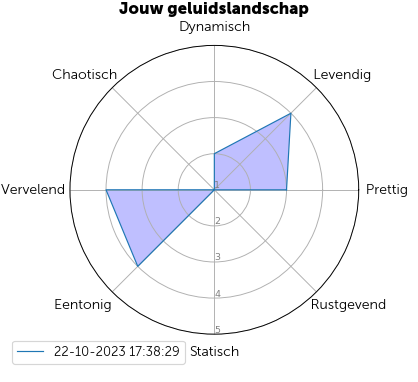 Jouw geluidslandschap
Dynamisch
Chaotisch
Levendig
Vervelend
1
Prettig
2
3
Eentonig
4
Rustgevend
5
22-10-2023 17:38:29
Statisch